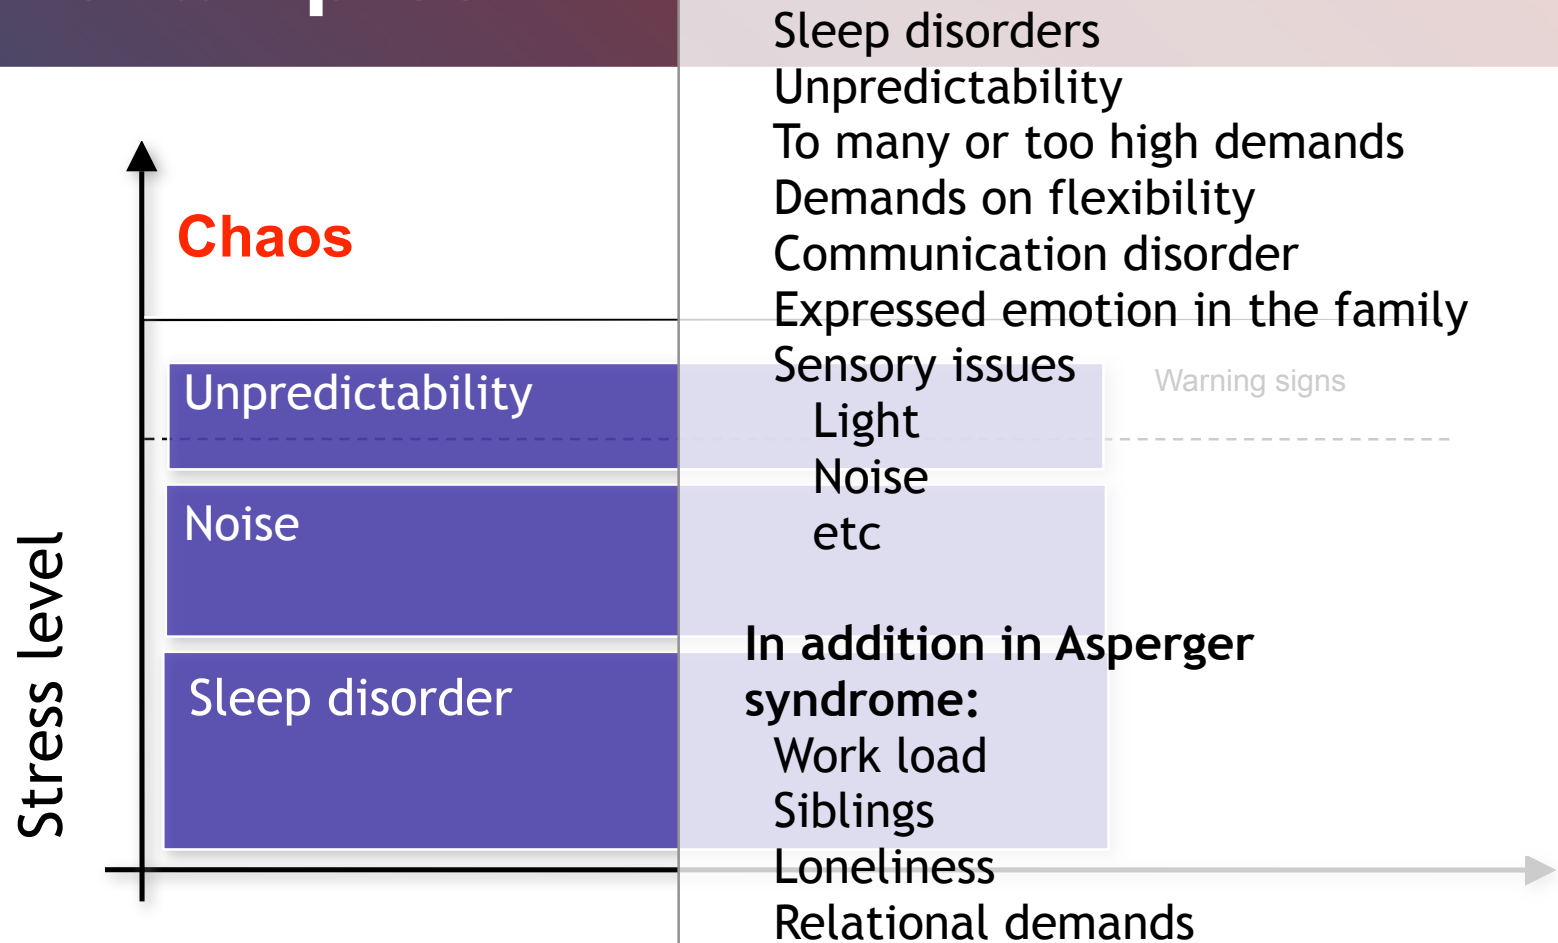 Chaos
Unpredictability
Noise
Sleep disorder
Stress level
Warning signs
Sleep disorders
Unpredictability
To many or too high demands
Demands on flexibility
Communication disorder
Expressed emotion in the family
Sensory issues
Light
Noise
etc
In addition in Asperger
syndrome:
Work load
Siblings
Loneliness
Relational demands